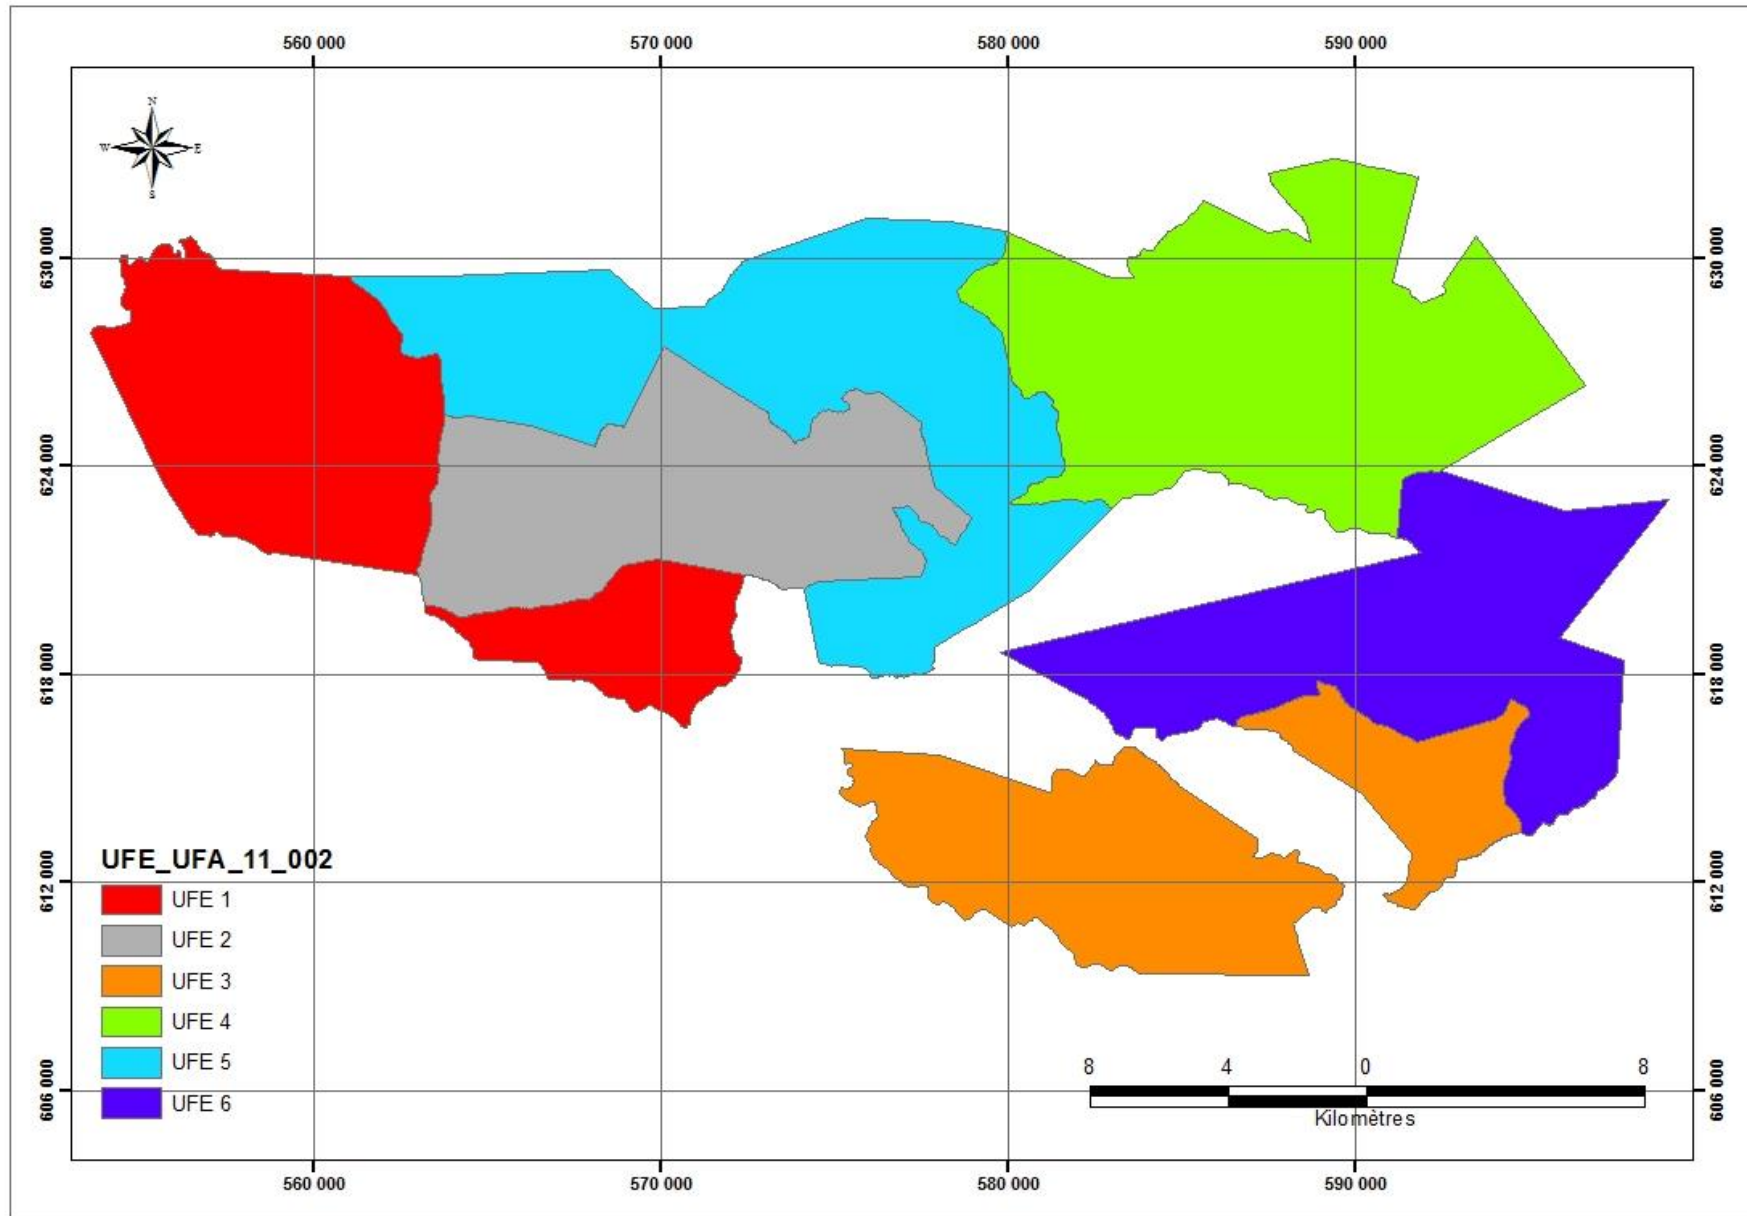 560 000 570 000 580 000 590 000
N
W E
S
630 000 630 000
624 000 624 000
618 000 618 000
612 000 612 000
606 000 606 000
UFE_UFA_11_002
UFE 1
UFE 2
UFE 3
UFE 4
UFE 5
UFE 6
8 4 0 8
Kilomètres
560 000 570 000 580 000 590 000